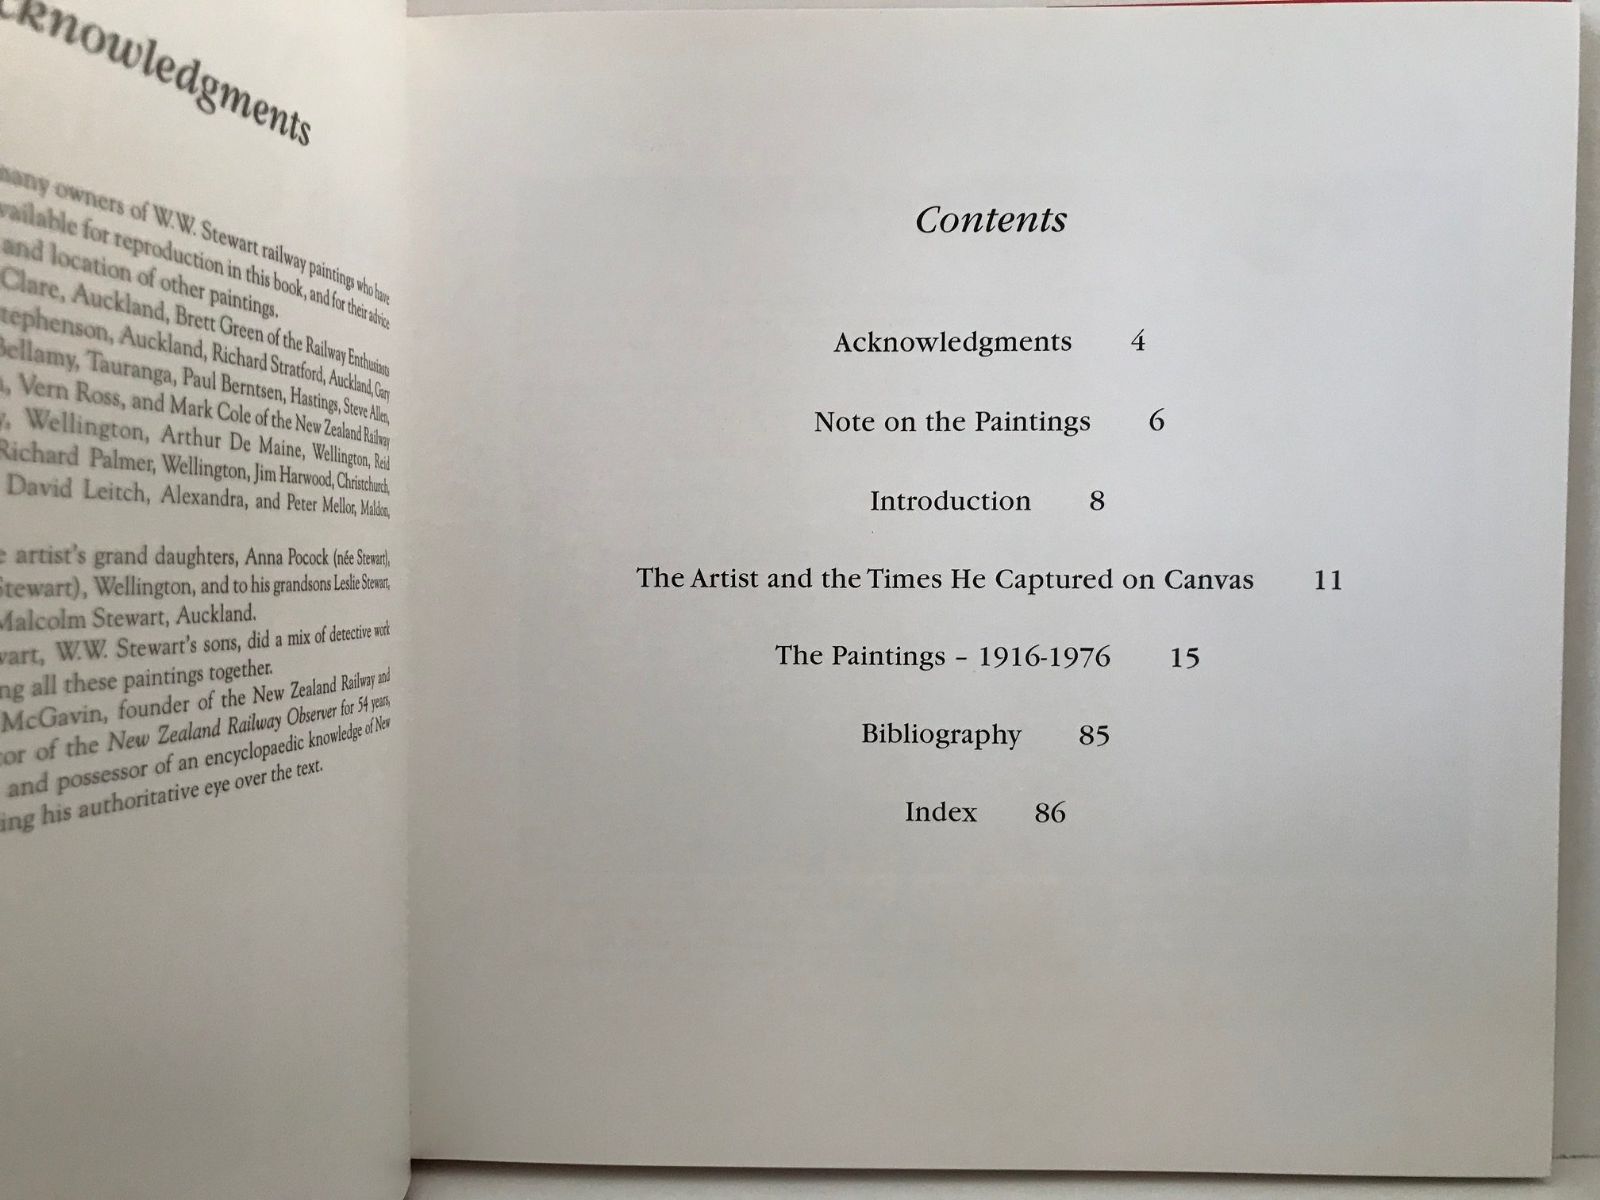 cknowledgments
many owners of W.W. Stewart railway paintings who have
vailable for reproduction in this book, and for their advice
and location of other paintings.
Clare, Auckland, Brett Green of the Railway Enthusiasts
tephenson, Auckland, Richard Stratford, Auckland, Gary
Bellamy, Tauranga, Paul Berntsen, Hastings, Steve Allen,
Vern Ross, and Mark Cole of the New Zealand Railway
Wellington, Arthur De Maine, Wellington, Reid
Richard Palmer, Wellington, Jim Harwood, Christchurch,
David Leitch, Alexandra, and Peter Mellor, Maldon,
e artist's grand daughters, Anna Pocock (née Stewart),
Stewart), Wellington, and to his grandsons Leslie Stewart,
Malcolm Stewart, Auckland.
wart, W.W. Stewart's sons, did a mix of detective work
ng all these paintings together.
McGavin, founder of the New Zealand Railway and
tor of the New Zealand Railway Observer for 54 years,
and possessor of an encyclopaedic knowledge of New
ing his authoritative eye over the text.
Contents
Acknowledgments 4
Note on the Paintings 6
Introduction 8
The Artist and the Times He Captured on Canvas 11
The Paintings – 1916-1976 15
Bibliography 85
Index 86